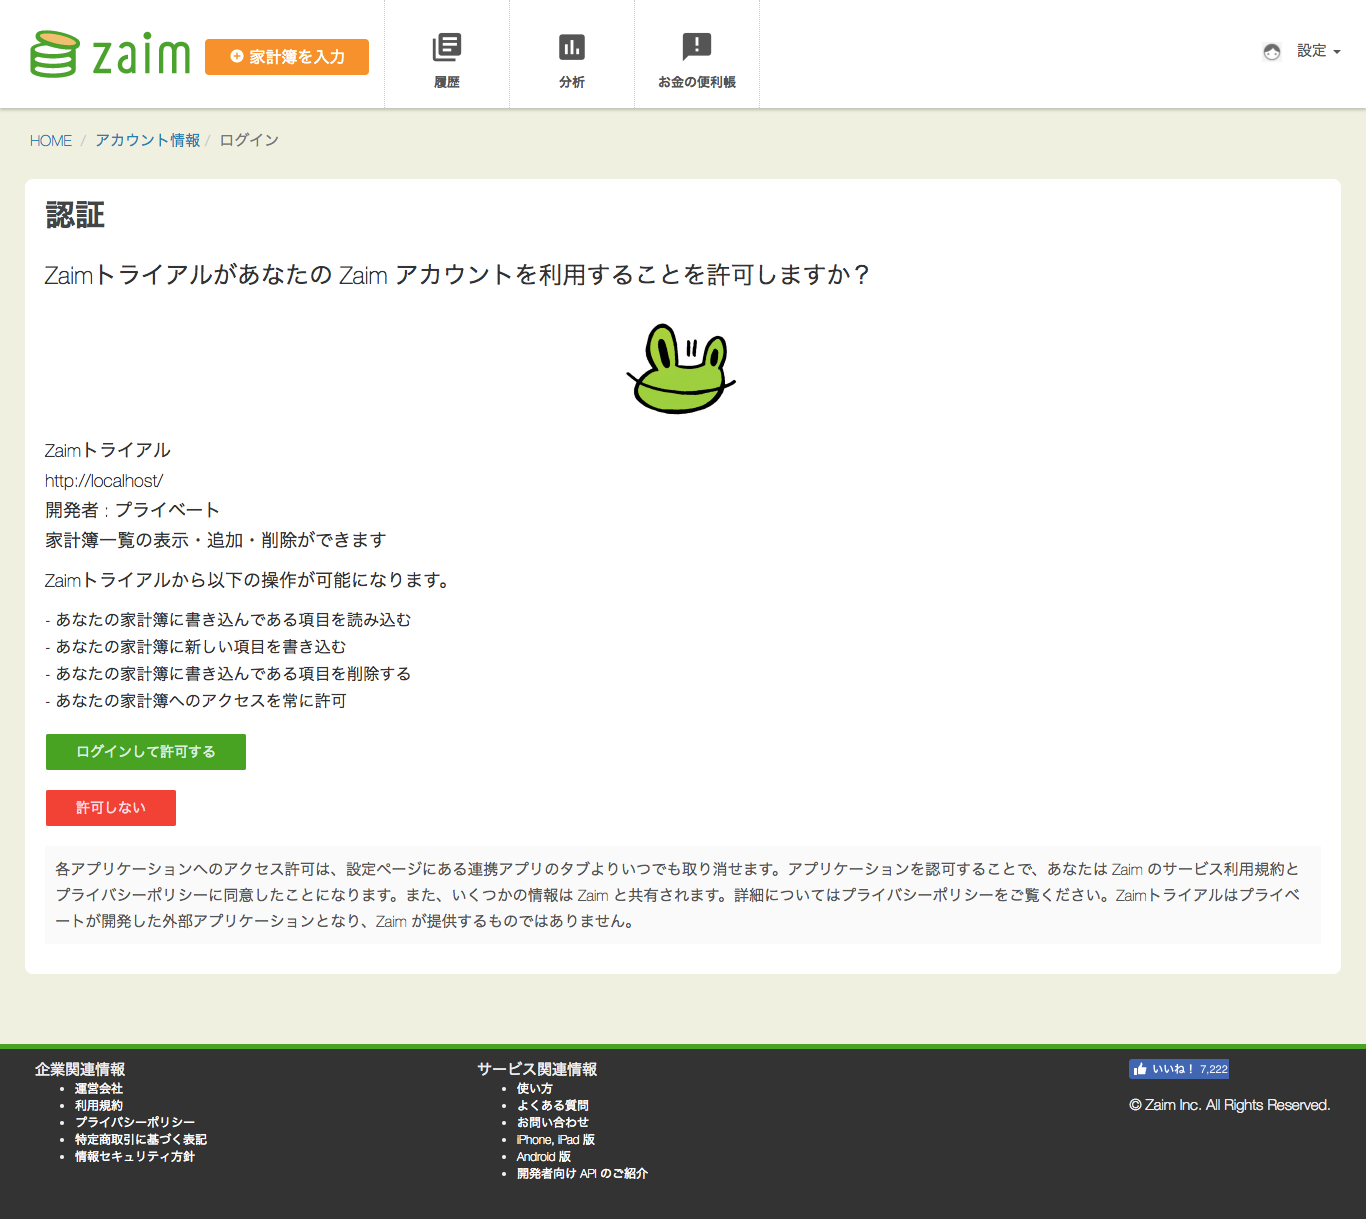 zaim
家計簿を入力
履歴
分析
お金の便利帳
設定
HOME / アカウント情報 / ログイン
認証
Zaimトライアルがあなたの Zaim アカウントを利用することを許可しますか？
Zaimトライアル
http://localhost/
開発者 : プライベート
家計簿一覧の表示・追加・削除ができます
Zaimトライアルから以下の操作が可能になります。
- あなたの家計簿に書き込んである項目を読み込む
- あなたの家計簿に新しい項目を書き込む
- あなたの家計簿に書き込んである項目を削除する
- あなたの家計簿へのアクセスを常に許可
ログインして許可する
許可しない
各アプリケーションへのアクセス許可は、設定ページにある連携アプリのタブよりいつでも取り消せます。アプリケーションを認可することで、あなたは Zaim のサービス利用規約と
プライバシーポリシーに同意したことになります。また、いくつかの情報は Zaim と共有されます。詳細についてはプライバシーポリシーをご覧ください。Zaimトライアルはプライベ
ートが開発した外部アプリケーションとなり、Zaim が提供するものではありません。
企業関連情報
運営会社
利用規約
プライバシーポリシー
特定商取引に基づく表記
情報セキュリティ方針
サービス関連情報
使い方
よくある質問
お問い合わせ
iPhone, iPad 版
Android 版
開発者向け API のご紹介
いいね！ 7,222
© Zaim Inc. All Rights Reserved.